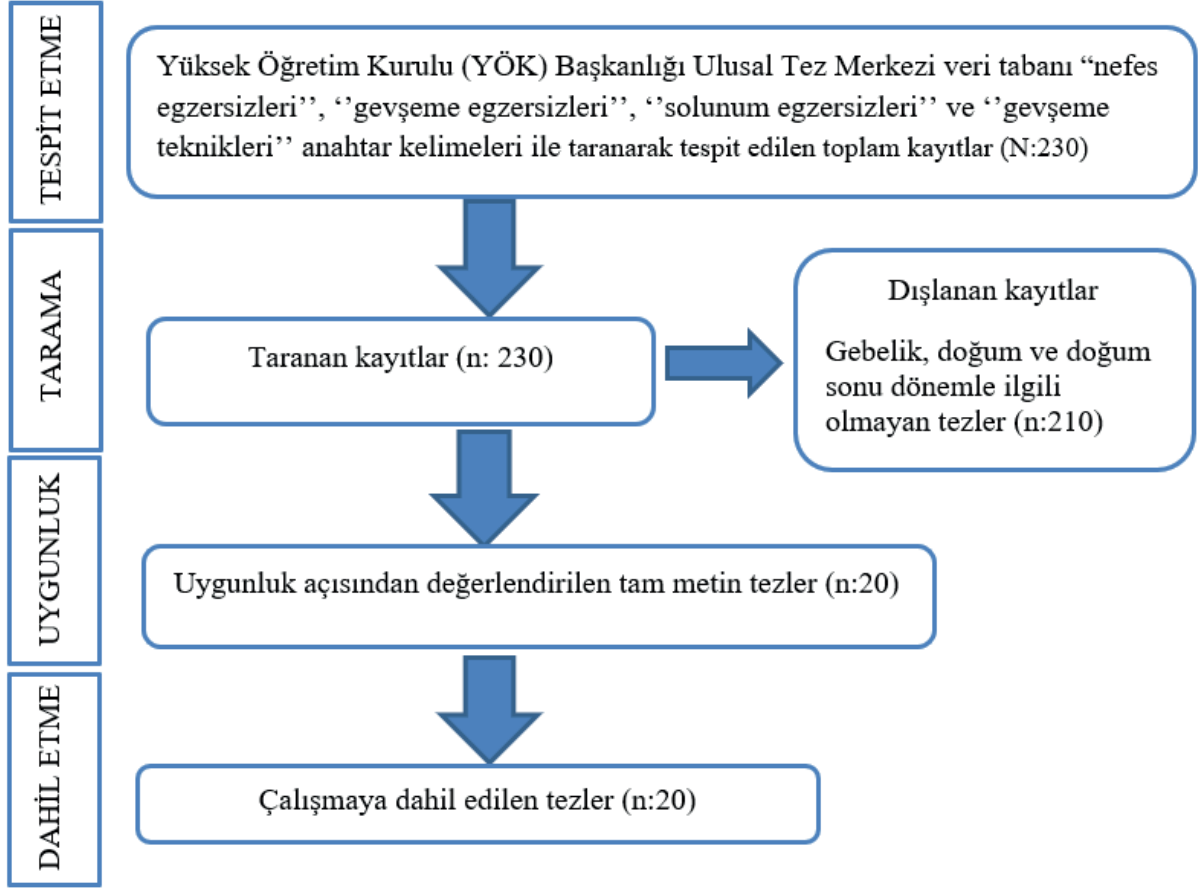 TESPİT ETME
Yüksek Öğretim Kurulu (YÖK) Başkanlığı Ulusal Tez Merkezi veri tabanı “nefes
egzersizleri’’, ‘’gevşeme egzersizleri’’, ‘’solunum egzersizleri’’ ve ‘’gevşeme
teknikleri’’ anahtar kelimeleri ile taranarak tespit edilen toplam kayıtlar (N:230)
TARAMA
Taranan kayıtlar (n: 230)
Dışlanan kayıtlar
Gebelik, doğum ve doğum
sonu dönemle ilgili
olmayan tezler (n:210)
UYGUNLUK
Uygunluk açısından değerlendirilen tam metin tezler (n:20)
DAHİL ETME
Çalışmaya dahil edilen tezler (n:20)